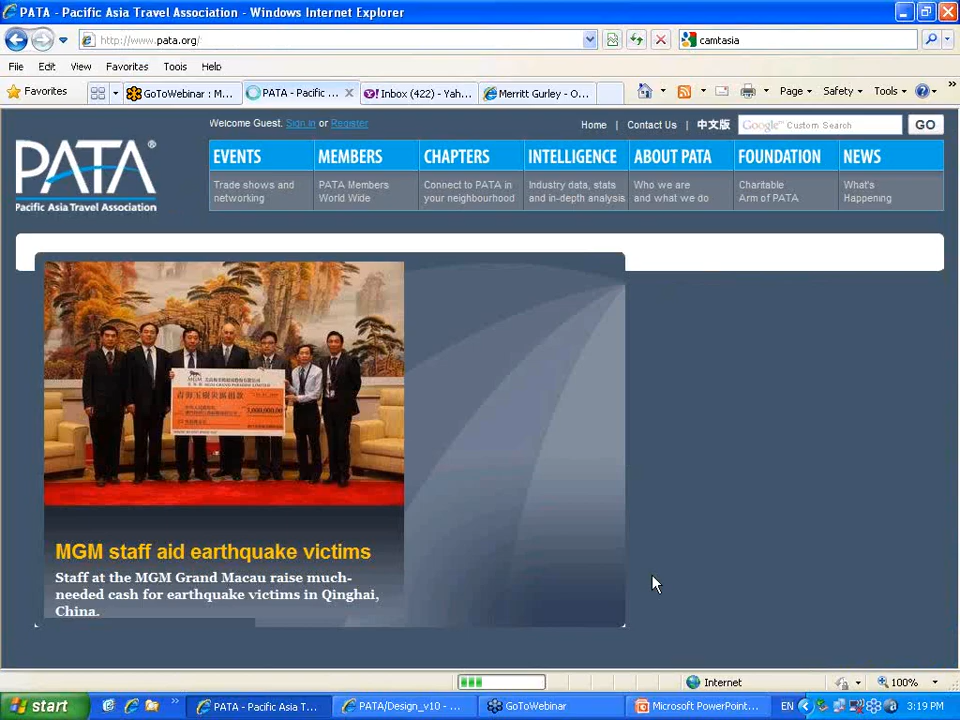 PATA - Pacific Asia Travel Association - Windows Internet Explorer
http://www.pata.org/
camtasia
File Edit View Favorites Tools Help
Favorites
GoToWebinar : M...
PATA - Pacific ...
Inbox (422) - Yah...
Merritt Gurley - O...
Page
Safety
Tools
Welcome Guest. Sign In or Register
Home | Contact Us | 中文版
Google™ Custom Search
GO
PATA®
Pacific Asia Travel Association
EVENTS
Trade shows and
networking
MEMBERS
PATA Members
World Wide
CHAPTERS
Connect to PATA in
your neighbourhood
INTELLIGENCE
Industry data, stats
and in-depth analysis
ABOUT PATA
Who we are
and what we do
FOUNDATION
Charitable
Arm of PATA
NEWS
What's
Happening
MGM
MGM staff aid earthquake victims
Staff at the MGM Grand Macau raise much-
needed cash for earthquake victims in Qinghai,
China.
Internet
100%
start
PATA - Pacific Asia T...
PATA/Design_v10 - ...
GoToWebinar
Microsoft PowerPoint...
EN
3:19 PM